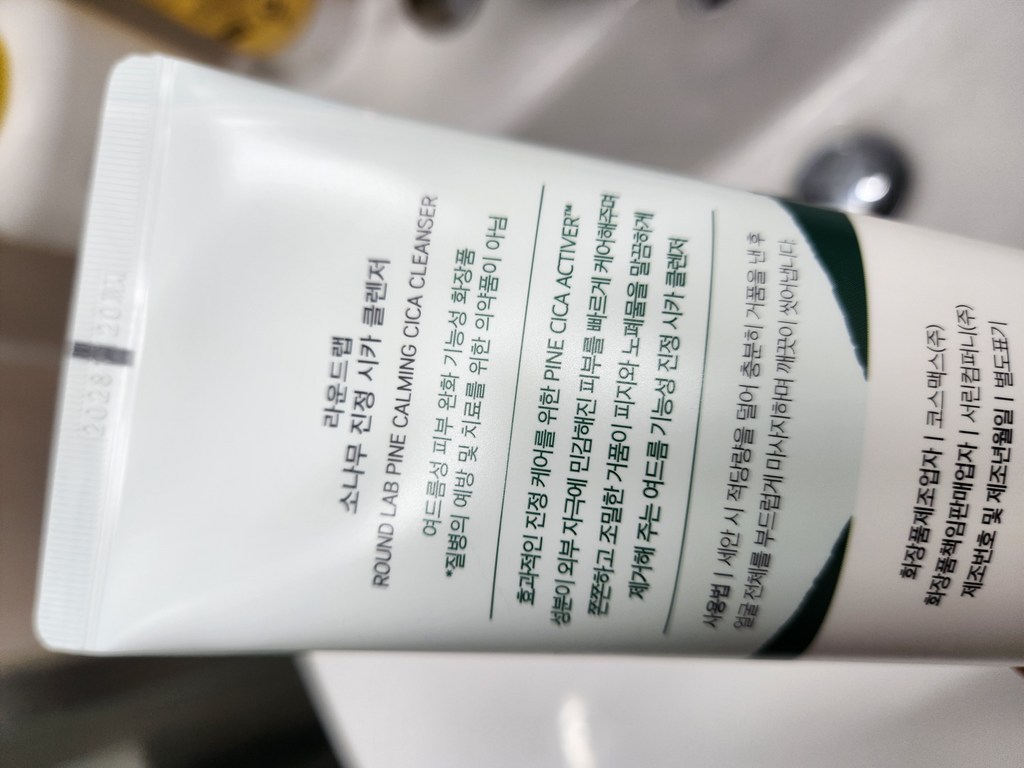 라운드랩
소나무 진정 시카 클렌저
ROUND LAB PINE CALMING CICA CLEANSER
여드름성 피부 완화 기능성 화장품
*질병의 예방 및 치료를 위한 의약품이 아님
효과적인 진정 케어를 위한 PINE CICA ACTIVER™
성분이 외부 자극에 민감해진 피부를 빠르게 케어해주며
쫀쫀하고 조밀한 거품이 피지와 노폐물을 말끔하게
제거해 주는 여드름 기능성 진정 시카 클렌저
사용법 | 세안 시 적당량을 덜어 충분히 거품을 낸 후
얼굴 전체를 부드럽게 마사지하며 깨끗이 씻어냅니다.
화장품제조업자 | 코스맥스(주)
화장품책임판매업자 | 서린컴퍼니(주)
제조번호 및 제조년월일 | 별도표기